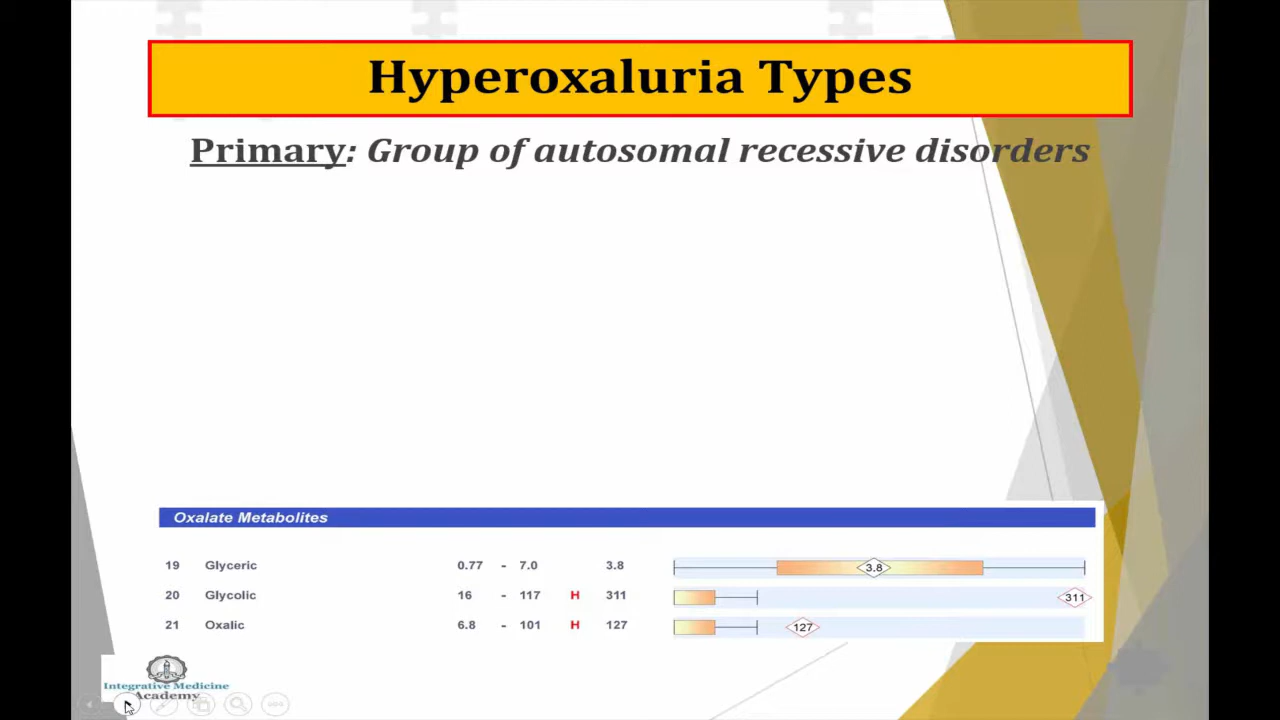 Hyperoxaluria Types
Primary: Group of autosomal recessive disorders
Oxalate Metabolites
19 Glyceric 0.77 - 7.0 3.8 3.8
20 Glycolic 16 - 117 H 311 311
21 Oxalic 6.8 - 101 H 127 127
Integrative Medicine
Academy